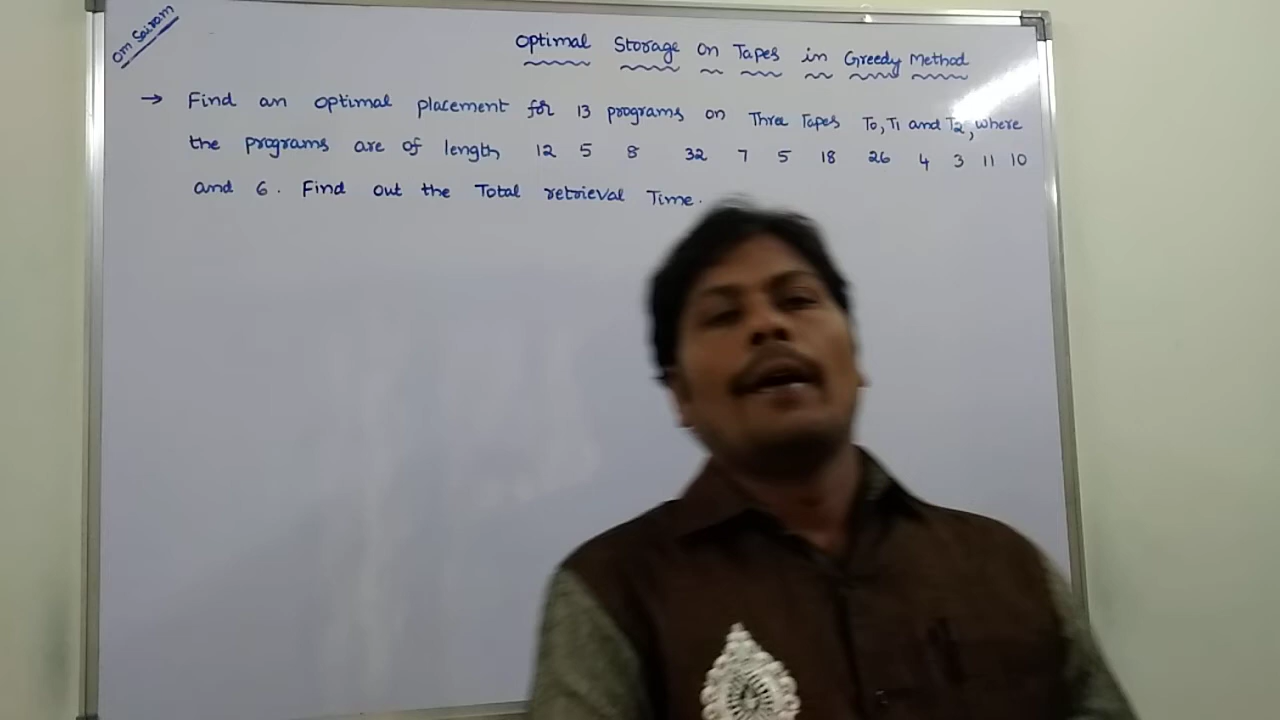 Om Sairam
Optimal Storage On Tapes in Greedy Method
→ Find an optimal placement for 13 programs on Three Tapes T0, T1 and T2, where
the programs are of length 12 5 8 32 7 5 18 26 4 3 11 10
and 6. Find out the Total retrieval Time.